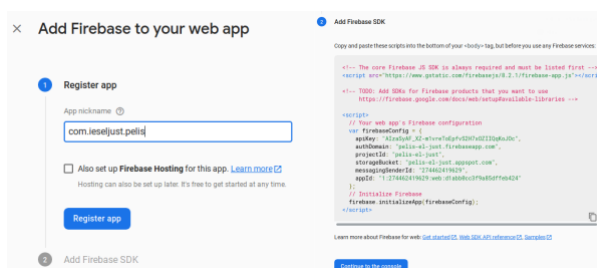 Add Firebase to your web app
1 Register app
App nickname
com.ieseljust.pelis
Also set up Firebase Hosting for this app. Learn more
Hosting can also be set up later. It's free to get started at any time.
Register app
2 Add Firebase SDK
2 Add Firebase SDK
Copy and paste these scripts into the bottom of your <body> tag, but before you use any Firebase services:
<!-- The core Firebase JS SDK is always required and must be listed first -->
<script src="https://www.gstatic.com/firebasejs/8.2.1/firebase-app.js"></scri
<!-- TODO: Add SDKs for Firebase products that you want to use
https://firebase.google.com/docs/web/setup#available-libraries -->
<script>
// Your web app's Firebase configuration
var firebaseConfig = {
apiKey:
authDomain: "pelis-el-just.firebaseapp.com",
projectId: "pelis-el-just",
storageBucket: "pelis-el-just.appspot.com",
messagingSenderId: "274462419629",
appId:
};
// Initialize Firebase
firebase.initializeApp(firebaseConfig);
</script>
Learn more about Firebase for web: Get started, Web SDK API reference, Samples
Continue to the console